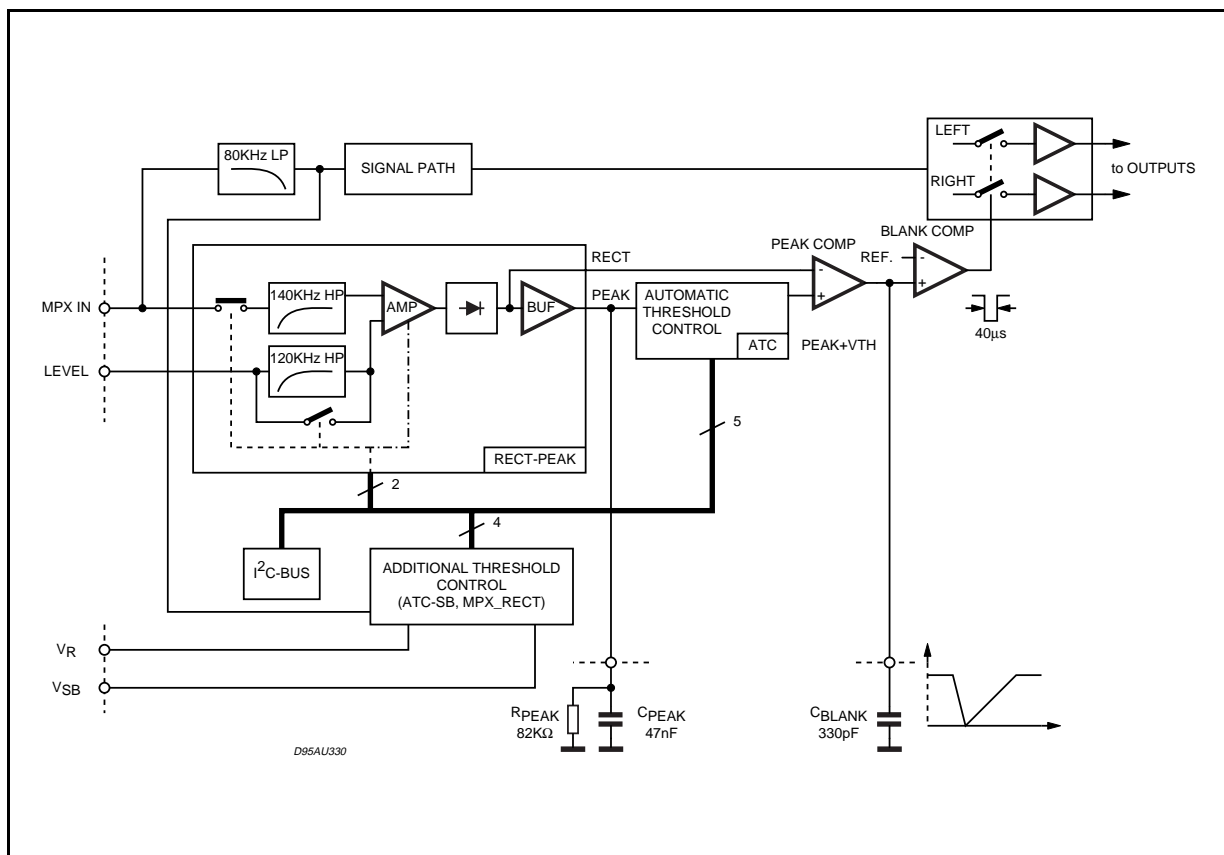 80KHz LP
SIGNAL PATH
LEFT
RIGHT
to OUTPUTS
PEAK COMP
BLANK COMP
REF.
-
+
-
+
40µs
RECT
PEAK
MPX IN
140KHz HP
AMP
BUF
AUTOMATIC
THRESHOLD
CONTROL
ATC
PEAK+VTH
LEVEL
120KHz HP
RECT-PEAK
5
2
4
I2C-BUS
ADDITIONAL THRESHOLD
CONTROL
(ATC-SB, MPX_RECT)
VR
VSB
RPEAK
82KΩ
CPEAK
47nF
CBLANK
330pF
D95AU330